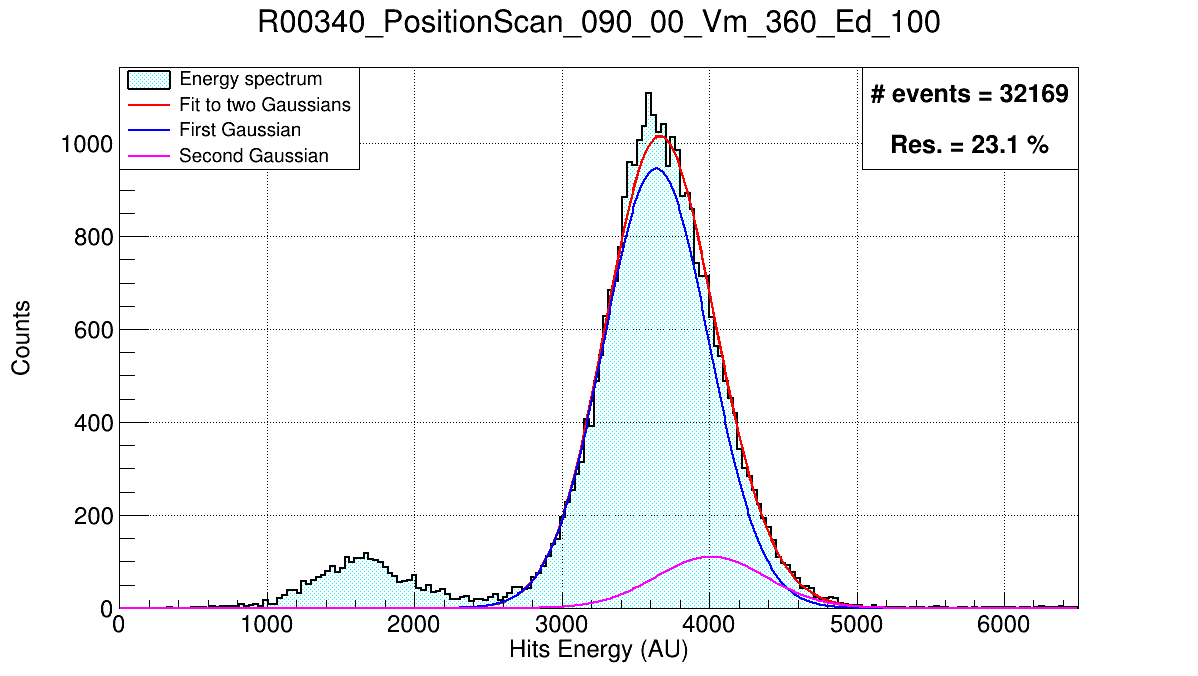 R00340_PositionScan_090_00_Vm_360_Ed_100
Energy spectrum
Fit to two Gaussians
First Gaussian
Second Gaussian
# events = 32169
Res. = 23.1 %
Counts
1000
800
600
400
200
0
0 1000 2000 3000 4000 5000 6000
Hits Energy (AU)